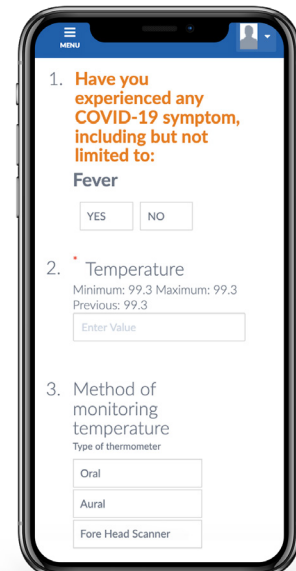 MENU
1. Have you
experienced any
COVID-19 symptom,
including but not
limited to:
Fever
YES NO
2. * Temperature
Minimum: 99.3 Maximum: 99.3
Previous: 99.3
Enter Value
3. Method of
monitoring
temperature
Type of thermometer
Oral
Aural
Fore Head Scanner